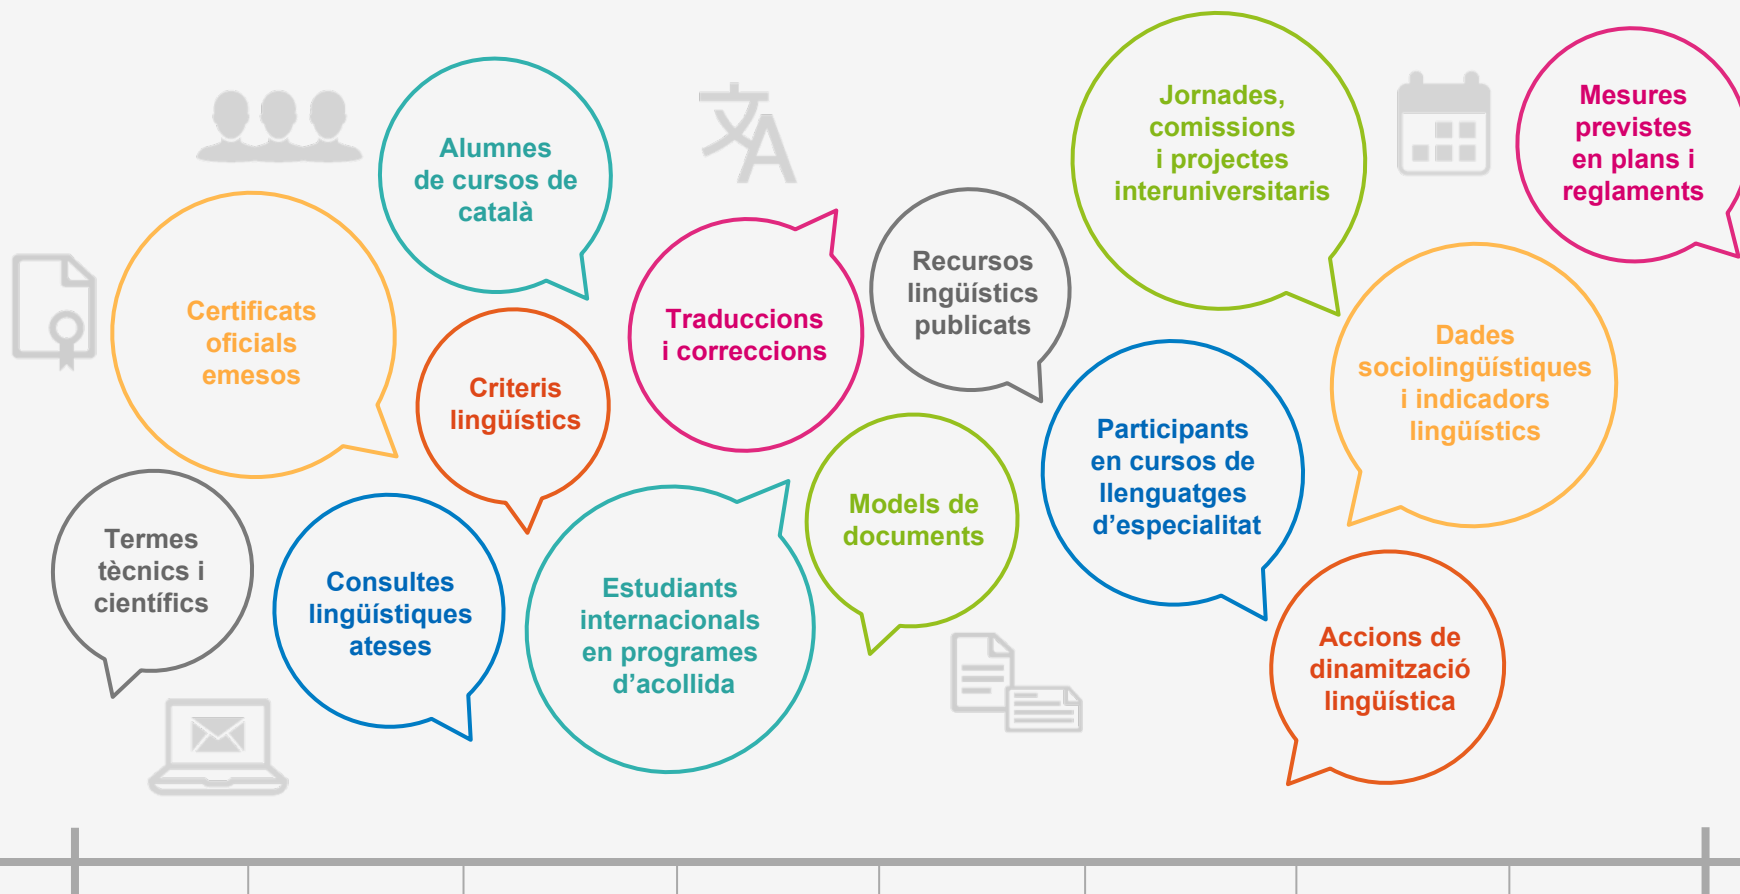 Alumnes
de cursos de
català
Jornades,
comissions
i projectes
interuniversitaris
Mesures
previstes
en plans i
reglaments
Certificats
oficials
emesos
Criteris
lingüístics
Traduccions
i correccions
Recursos
lingüístics
publicats
Dades
sociolingüístiques
i indicadors
lingüístics
Participants
en cursos de
llenguatges
d’especialitat
Models de
documents
Termes
tècnics i
científics
Consultes
lingüístiques
ateses
Estudiants
internacionals
en programes
d’acollida
Accions de
dinamització
lingüística